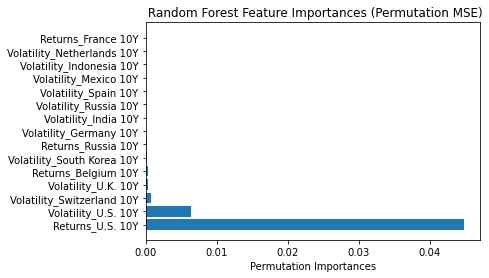 Random Forest Feature Importances (Permutation MSE)
Returns_France 10Y
Volatility_Netherlands 10Y
Volatility_Indonesia 10Y
Volatility_Mexico 10Y
Volatility_Spain 10Y
Volatility_Russia 10Y
Volatility_India 10Y
Volatility_Germany 10Y
Returns_Russia 10Y
Volatility_South Korea 10Y
Returns_Belgium 10Y
Volatility_U.K. 10Y
Volatility_Switzerland 10Y
Volatility_U.S. 10Y
Returns_U.S. 10Y
0.00 0.01 0.02 0.03 0.04
Permutation Importances